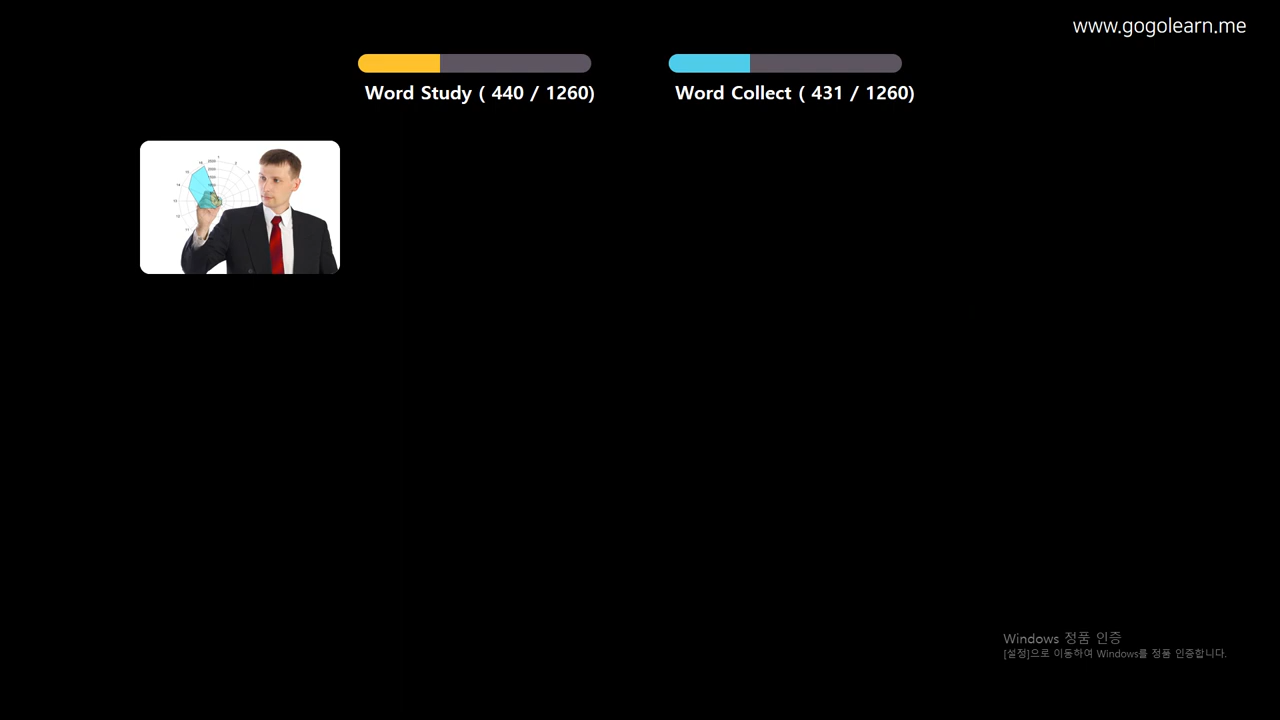 www.gogolearn.me
Word Study ( 440 / 1260)
Word Collect ( 431 / 1260)
Windows 정품 인증
[설정]으로 이동하여 Windows를 정품 인증합니다.